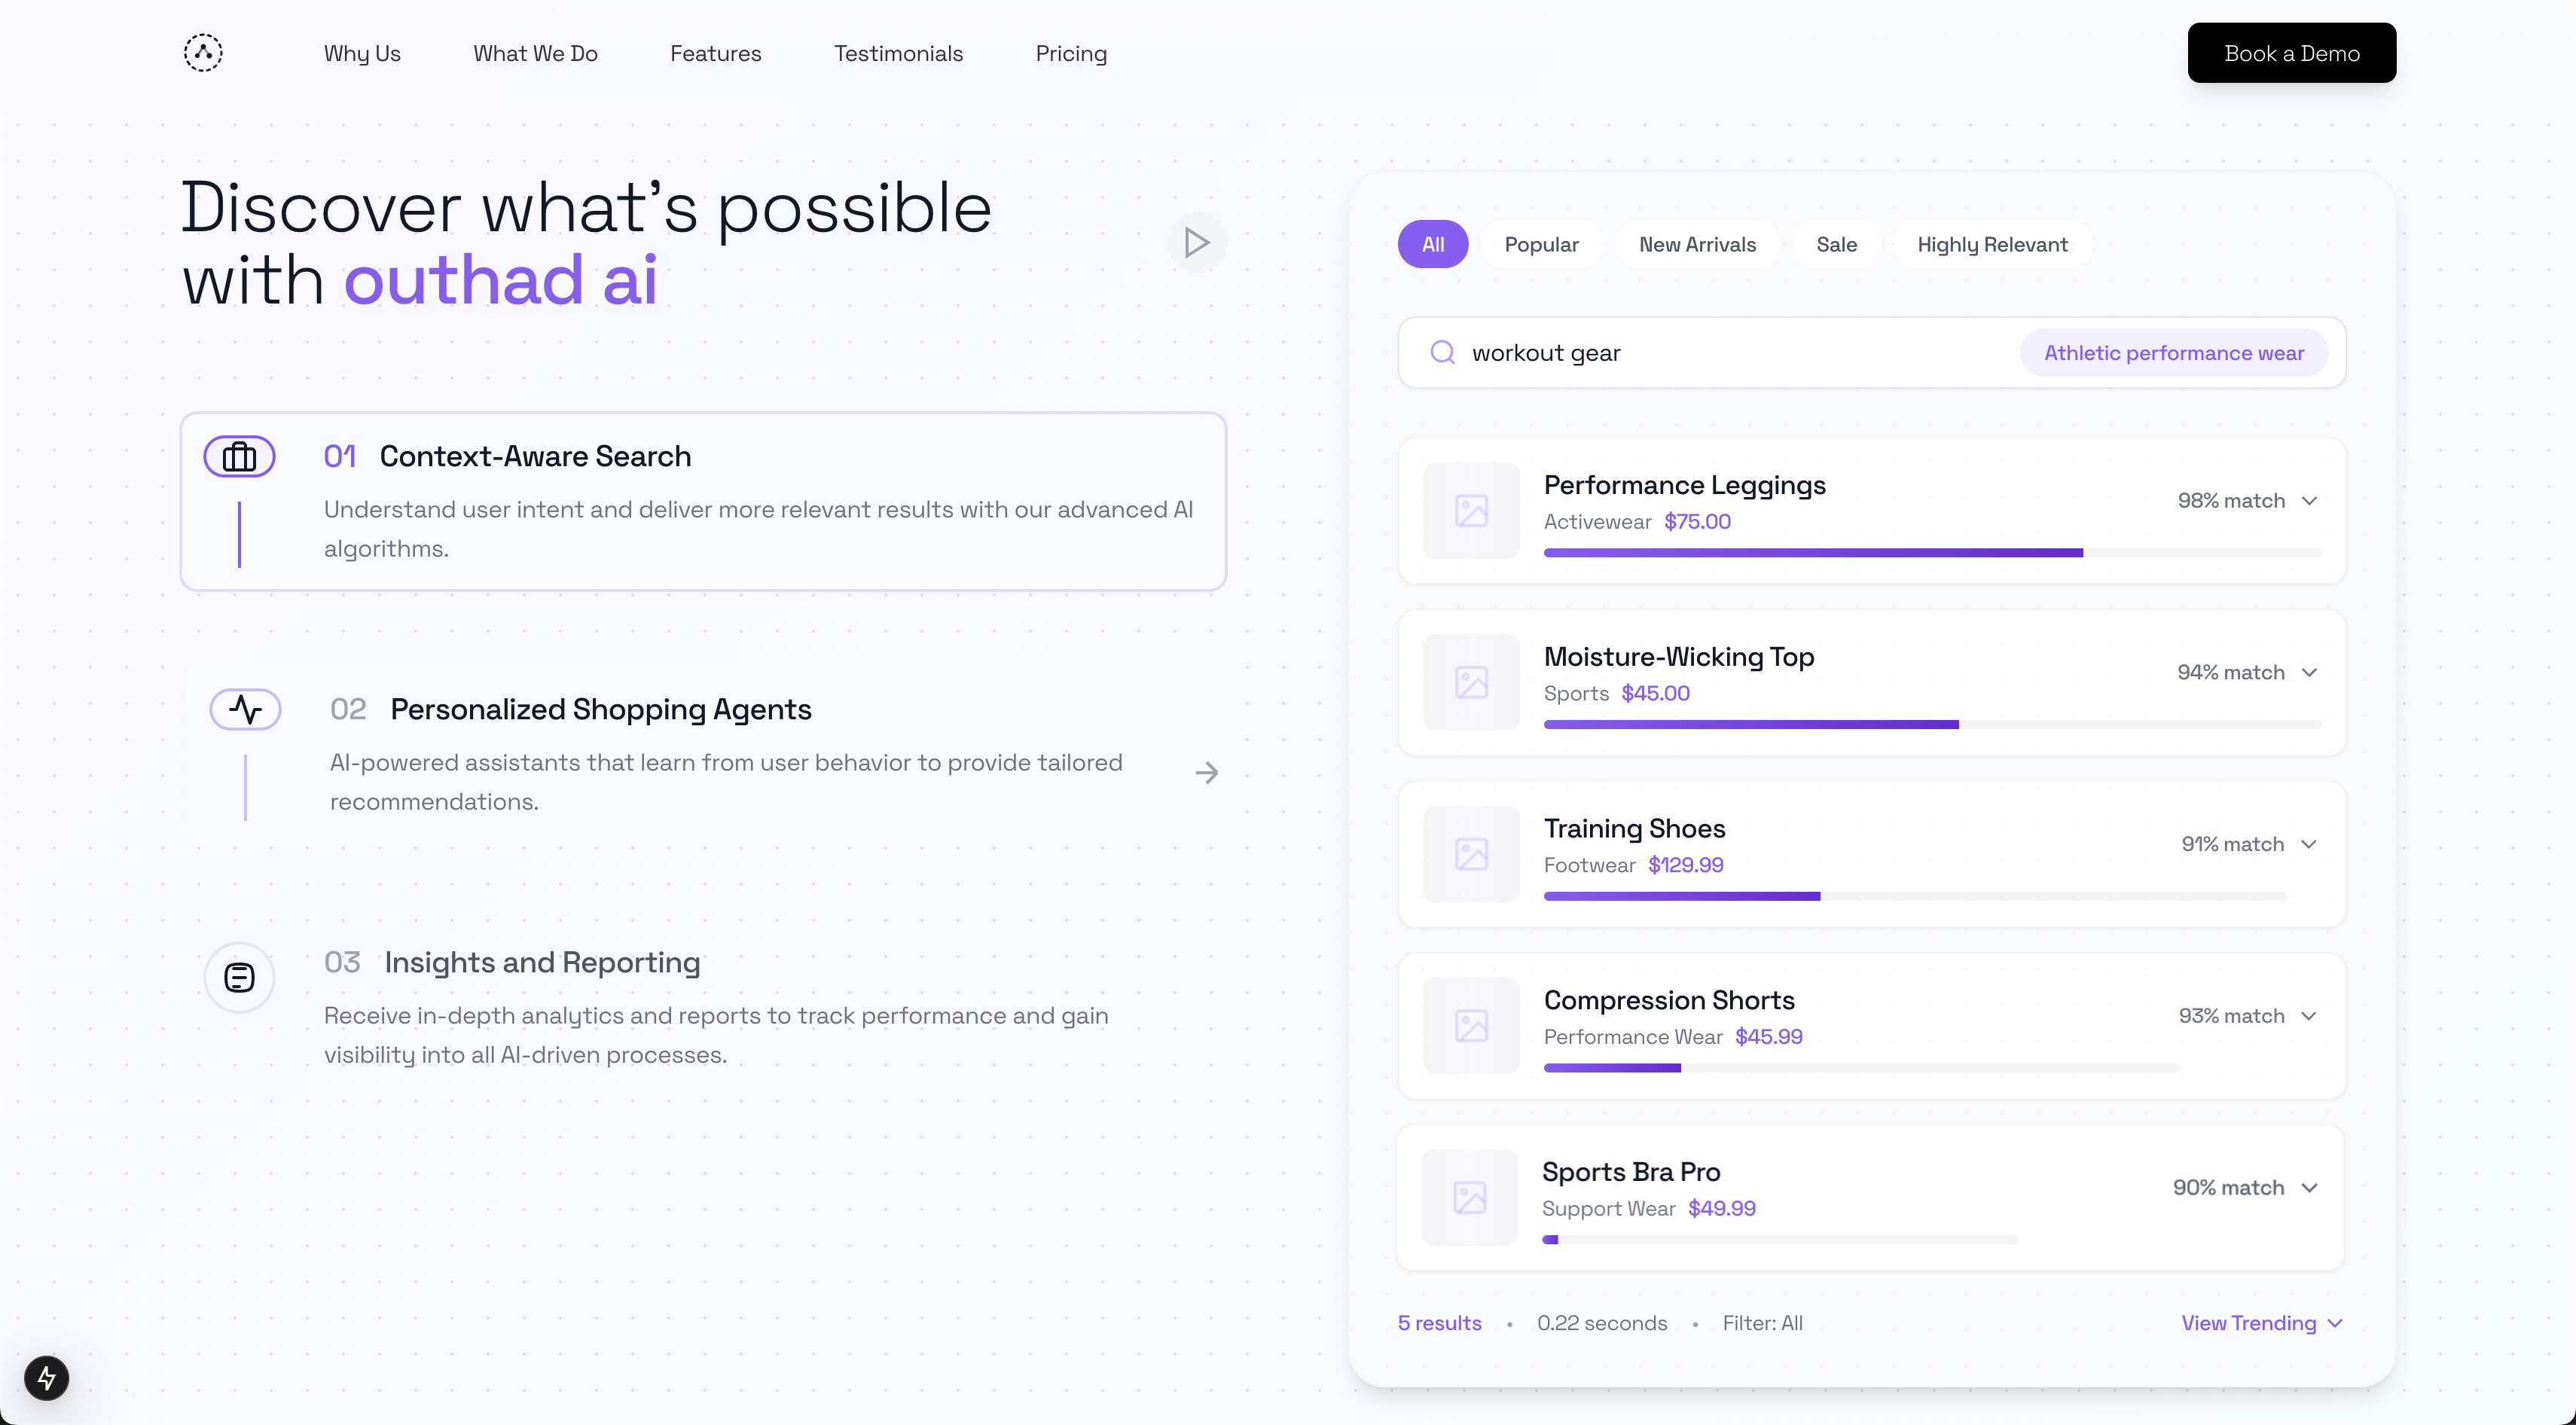 Why Us
What We Do
Features
Testimonials
Pricing
Book a Demo
Discover what's possible
with outhad ai
01 Context-Aware Search
Understand user intent and deliver more relevant results with our advanced AI
algorithms.
02 Personalized Shopping Agents
AI-powered assistants that learn from user behavior to provide tailored
recommendations.
03 Insights and Reporting
Receive in-depth analytics and reports to track performance and gain
visibility into all AI-driven processes.
All
Popular
New Arrivals
Sale
Highly Relevant
workout gear
Athletic performance wear
Performance Leggings
Activewear $75.00
98% match
Moisture-Wicking Top
Sports $45.00
94% match
Training Shoes
Footwear $129.99
91% match
Compression Shorts
Performance Wear $45.99
93% match
Sports Bra Pro
Support Wear $49.99
90% match
5 results • 0.22 seconds • Filter: All
View Trending